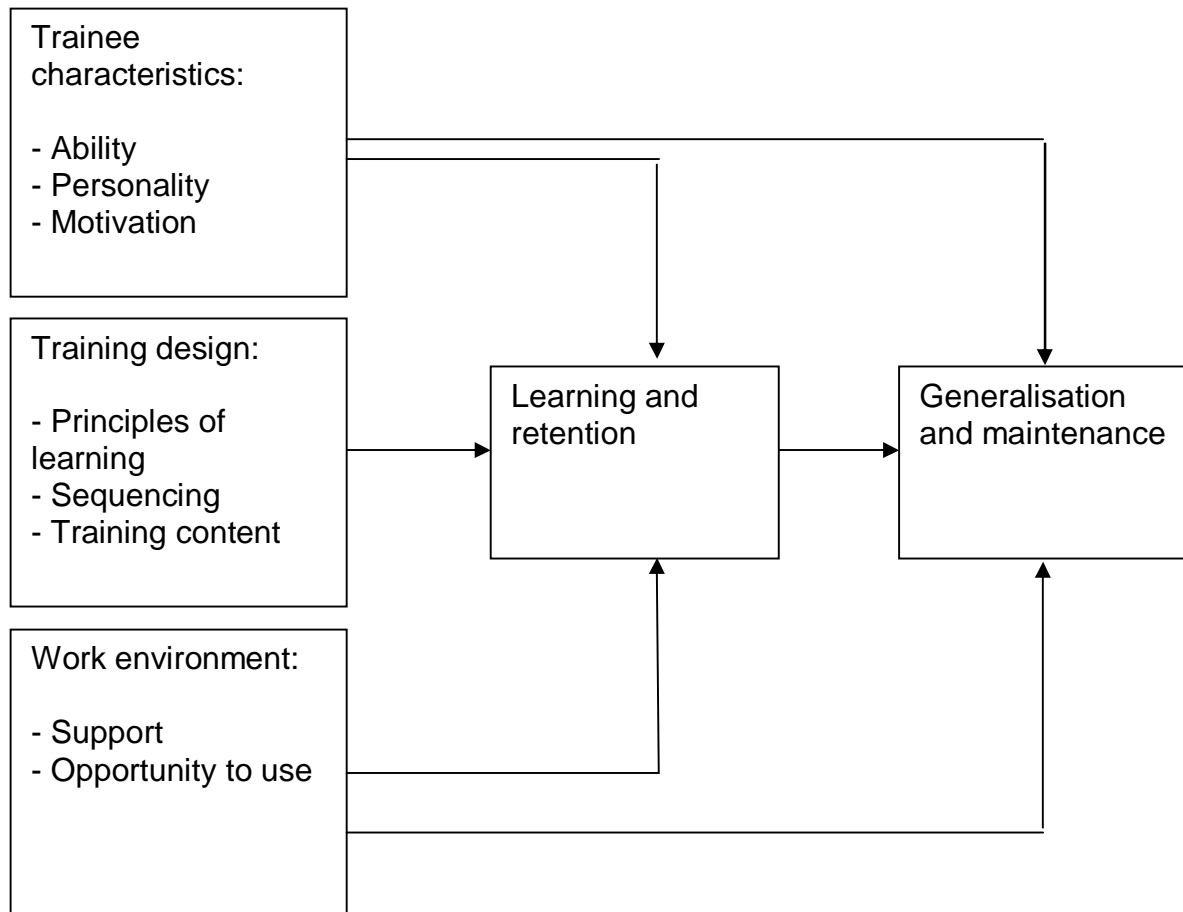 Trainee
characteristics:
- Ability
- Personality
- Motivation
Training design:
- Principles of
learning
- Sequencing
- Training content
Work environment:
- Support
- Opportunity to use
Learning and
retention
Generalisation
and maintenance